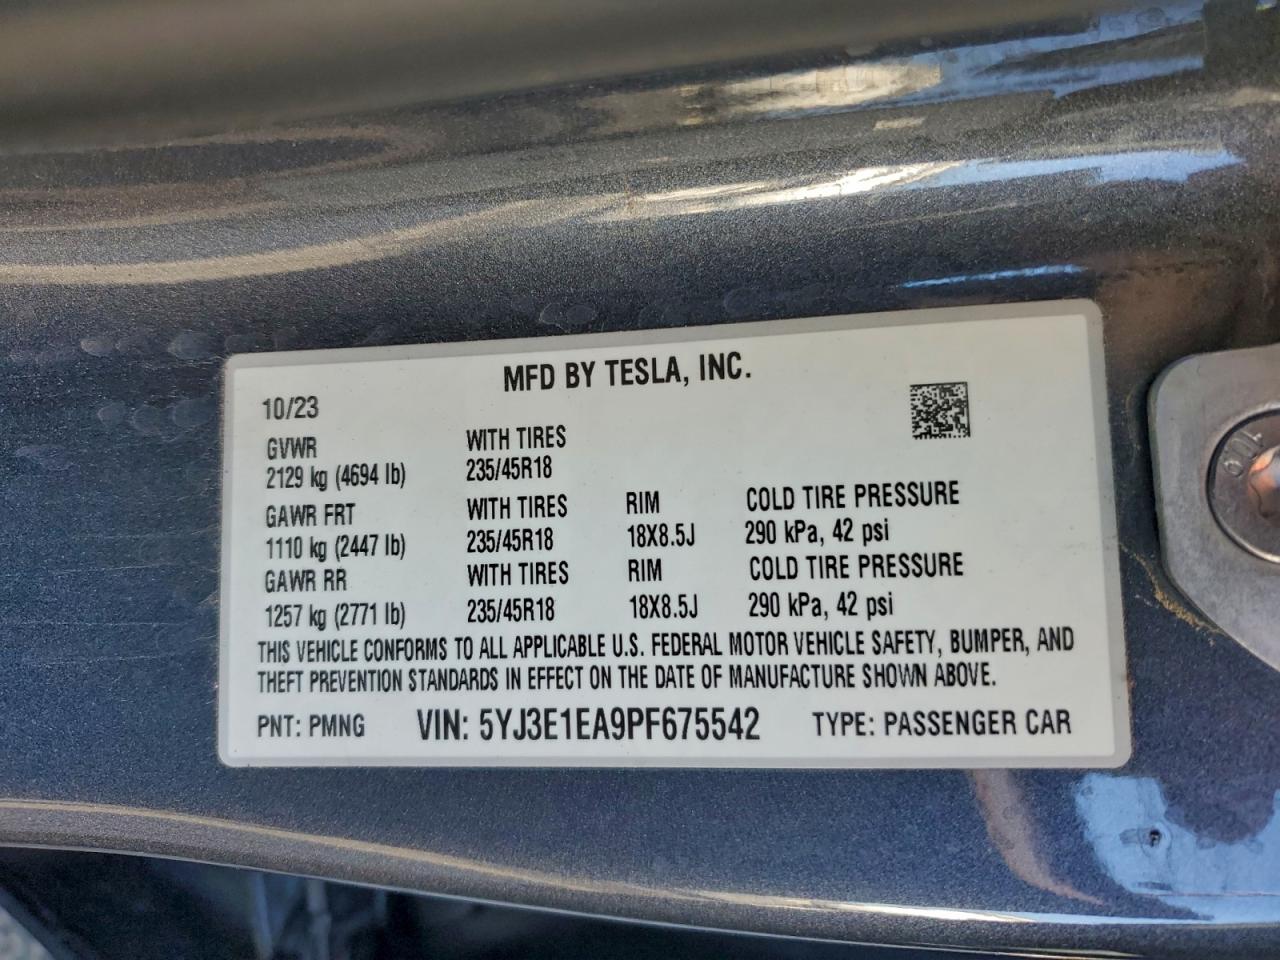 MFD BY TESLA, INC.
10/23
GVWR WITH TIRES
2129 kg (4694 lb) 235/45R18
GAWR FRT WITH TIRES RIM COLD TIRE PRESSURE
1110 kg (2447 lb) 235/45R18 18X8.5J 290 kPa, 42 psi
GAWR RR WITH TIRES RIM COLD TIRE PRESSURE
1257 kg (2771 lb) 235/45R18 18X8.5J 290 kPa, 42 psi
THIS VEHICLE CONFORMS TO ALL APPLICABLE U.S. FEDERAL MOTOR VEHICLE SAFETY, BUMPER, AND
THEFT PREVENTION STANDARDS IN EFFECT ON THE DATE OF MANUFACTURE SHOWN ABOVE.
PNT: PMNG VIN: 5YJ3E1EA9PF675542 TYPE: PASSENGER CAR